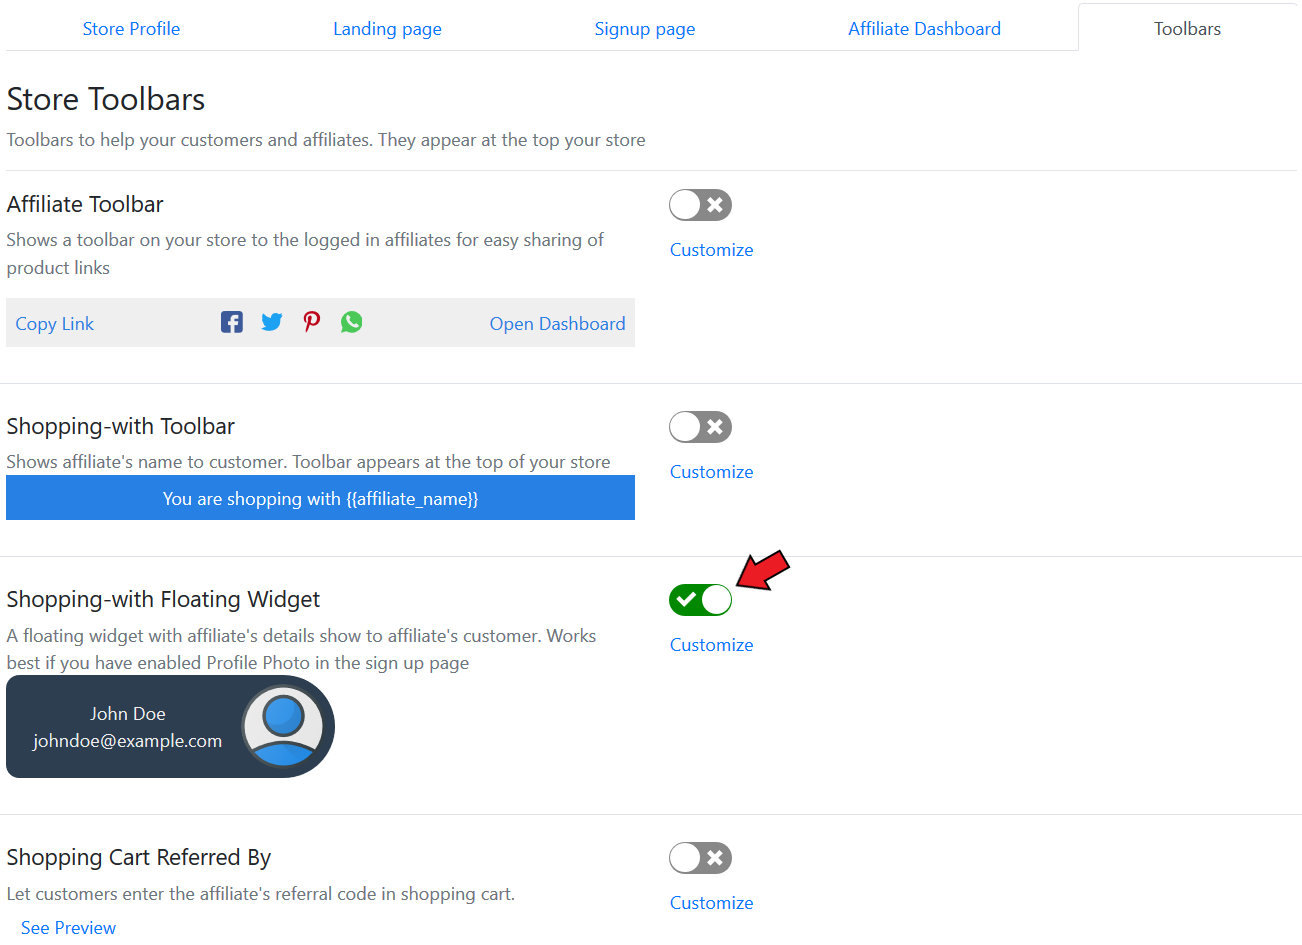 Store Profile
Landing page
Signup page
Affiliate Dashboard
Toolbars
Store Toolbars
Toolbars to help your customers and affiliates. They appear at the top your store
Affiliate Toolbar
Shows a toolbar on your store to the logged in affiliates for easy sharing of
product links
Customize
Copy Link
Open Dashboard
Shopping-with Toolbar
Shows affiliate's name to customer. Toolbar appears at the top of your store
Customize
You are shopping with {{affiliate_name}}
Shopping-with Floating Widget
A floating widget with affiliate's details show to affiliate's customer. Works
best if you have enabled Profile Photo in the sign up page
Customize
John Doe
johndoe@example.com
Shopping Cart Referred By
Let customers enter the affiliate's referral code in shopping cart.
Customize
See Preview